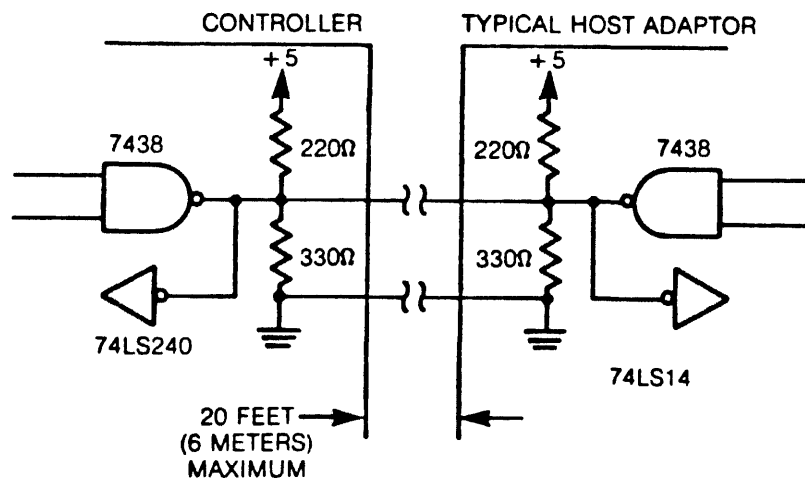 CONTROLLER
TYPICAL HOST ADAPTOR
+5
+5
7438
220Ω
220Ω
7438
330Ω
330Ω
74LS240
74LS14
20 FEET
(6 METERS)
MAXIMUM